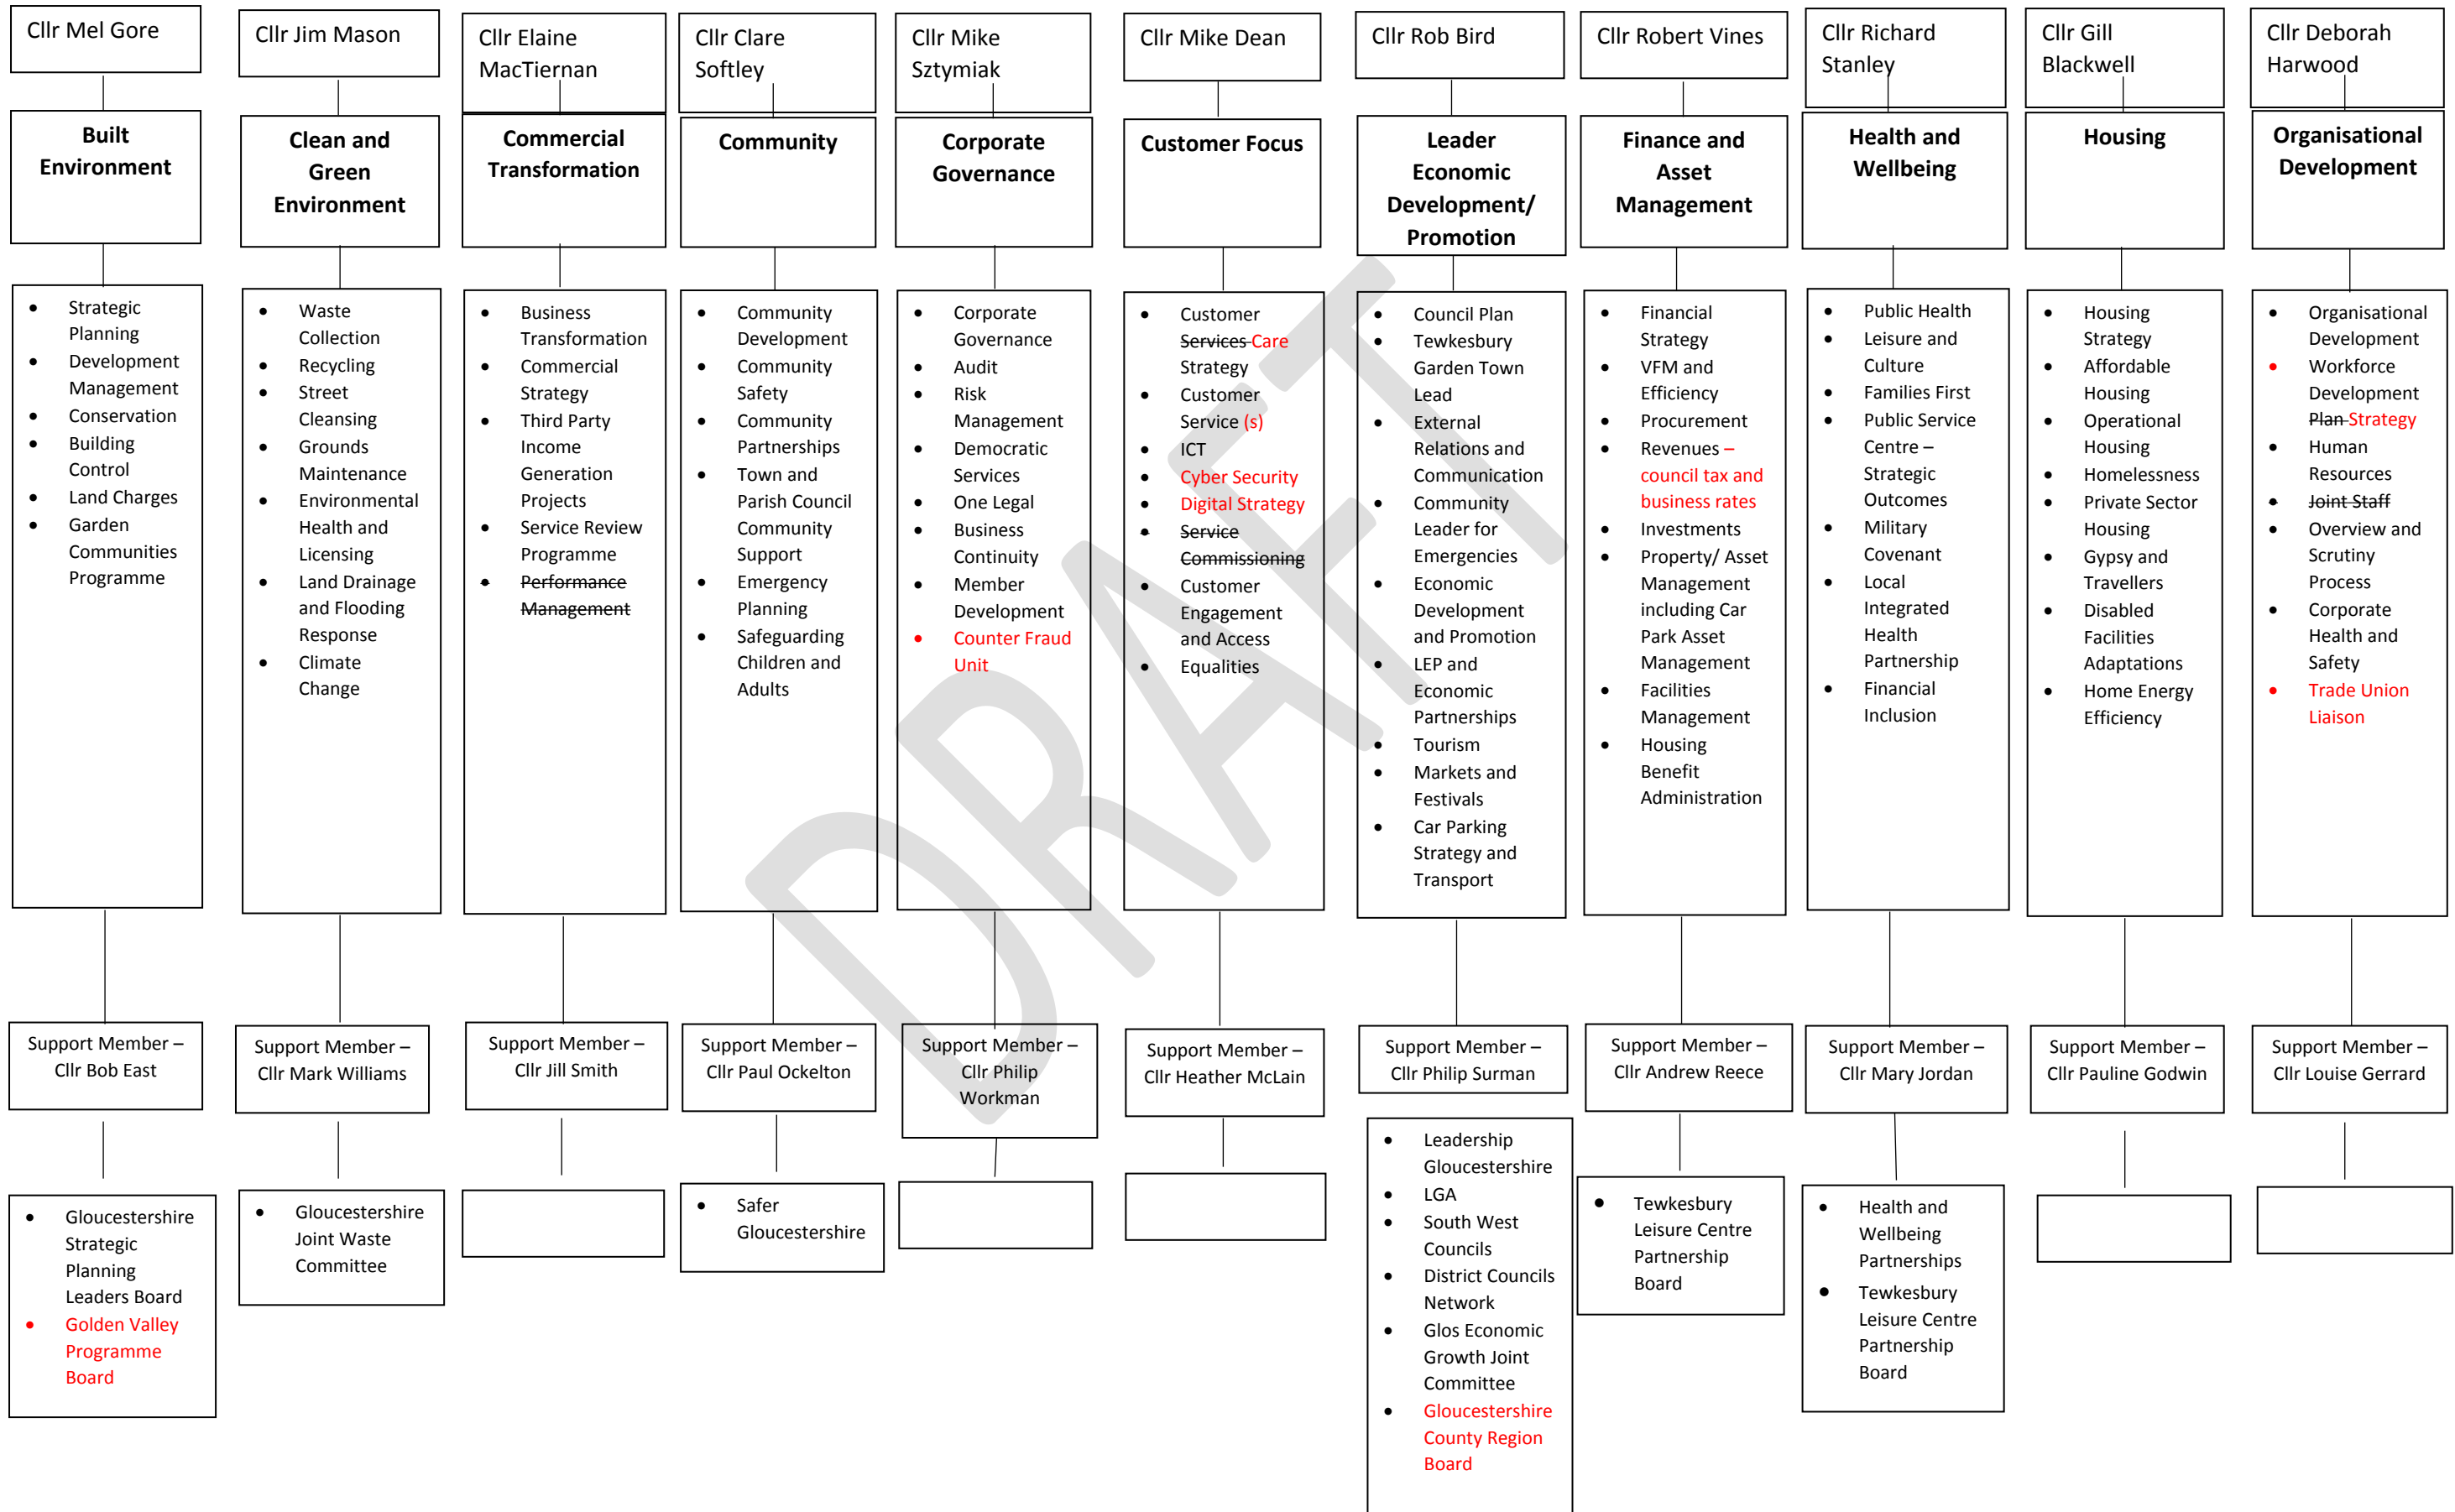 Cllr Mel Gore
Built
Environment
• Strategic
Planning
• Development
Management
• Conservation
• Building
Control
• Land Charges
• Garden
Communities
Programme
Support Member –
Cllr Bob East
• Gloucestershire
Strategic
Planning
Leaders Board
• Golden Valley
Programme
Board
Cllr Jim Mason
Clean and
Green
Environment
• Waste
Collection
• Recycling
• Street
Cleansing
• Grounds
Maintenance
• Environmental
Health and
Licensing
• Land Drainage
and Flooding
Response
• Climate
Change
Support Member –
Cllr Mark Williams
• Gloucestershire
Joint Waste
Committee
Cllr Elaine
MacTiernan
Commercial
Transformation
• Business
Transformation
• Commercial
Strategy
• Third Party
Income
Generation
Projects
• Service Review
Programme
• Performance
Management
Support Member –
Cllr Jill Smith
Cllr Clare
Softley
Community
• Community
Development
• Community
Safety
• Community
Partnerships
• Town and
Parish Council
Community
Support
• Emergency
Planning
• Safeguarding
Children and
Adults
Support Member –
Cllr Paul Ockelton
• Safer
Gloucestershire
Cllr Mike
Sztymiak
Corporate
Governance
• Corporate
Governance
• Audit
• Risk
Management
• Democratic
Services
• One Legal
• Business
Continuity
• Member
Development
• Counter Fraud
Unit
Support Member –
Cllr Philip
Workman
Cllr Mike Dean
Customer Focus
• Customer
Services Care
Strategy
• Customer
Service (s)
• ICT
• Cyber Security
• Digital Strategy
• Service
Commissioning
• Customer
Engagement
and Access
• Equalities
Support Member –
Cllr Heather McLain
Cllr Rob Bird
Leader
Economic
Development/
Promotion
• Council Plan
• Tewkesbury
Garden Town
Lead
• External
Relations and
Communication
• Community
Leader for
Emergencies
• Economic
Development
and Promotion
• LEP and
Economic
Partnerships
• Tourism
• Markets and
Festivals
• Car Parking
Strategy and
Transport
Support Member –
Cllr Philip Surman
• Leadership
Gloucestershire
• LGA
• South West
Councils
• District Councils
Network
• Glos Economic
Growth Joint
Committee
• Gloucestershire
County Region
Board
Cllr Robert Vines
Finance and
Asset
Management
• Financial
Strategy
• VFM and
Efficiency
• Procurement
• Revenues –
council tax and
business rates
• Investments
• Property/ Asset
Management
including Car
Park Asset
Management
• Facilities
Management
• Housing
Benefit
Administration
Support Member –
Cllr Andrew Reece
• Tewkesbury
Leisure Centre
Partnership
Board
Cllr Richard
Stanley
Health and
Wellbeing
• Public Health
• Leisure and
Culture
• Families First
• Public Service
Centre –
Strategic
Outcomes
• Military
Covenant
• Local
Integrated
Health
Partnership
• Financial
Inclusion
Support Member –
Cllr Mary Jordan
• Health and
Wellbeing
Partnerships
• Tewkesbury
Leisure Centre
Partnership
Board
Cllr Gill
Blackwell
Housing
• Housing
Strategy
• Affordable
Housing
• Operational
Housing
• Homelessness
• Private Sector
Housing
• Gypsy and
Travellers
• Disabled
Facilities
Adaptations
• Home Energy
Efficiency
Support Member –
Cllr Pauline Godwin
Cllr Deborah
Harwood
Organisational
Development
• Organisational
Development
• Workforce
Development
Plan Strategy
• Human
Resources
• Joint Staff
• Overview and
Scrutiny
Process
• Corporate
Health and
Safety
• Trade Union
Liaison
Support Member –
Cllr Louise Gerrard
DRAFT